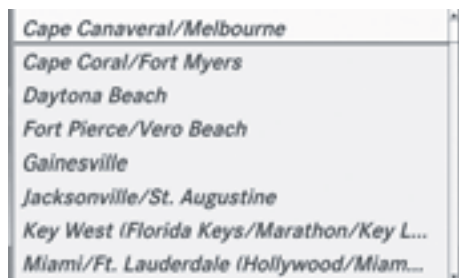 Cape Canaveral/Melbourne
Cape Coral/Fort Myers
Daytona Beach
Fort Pierce/Vero Beach
Gainesville
Jacksonville/St. Augustine
Key West (Florida Keys/Marathon/Key L...
Miami/Ft. Lauderdale (Hollywood/Miam...